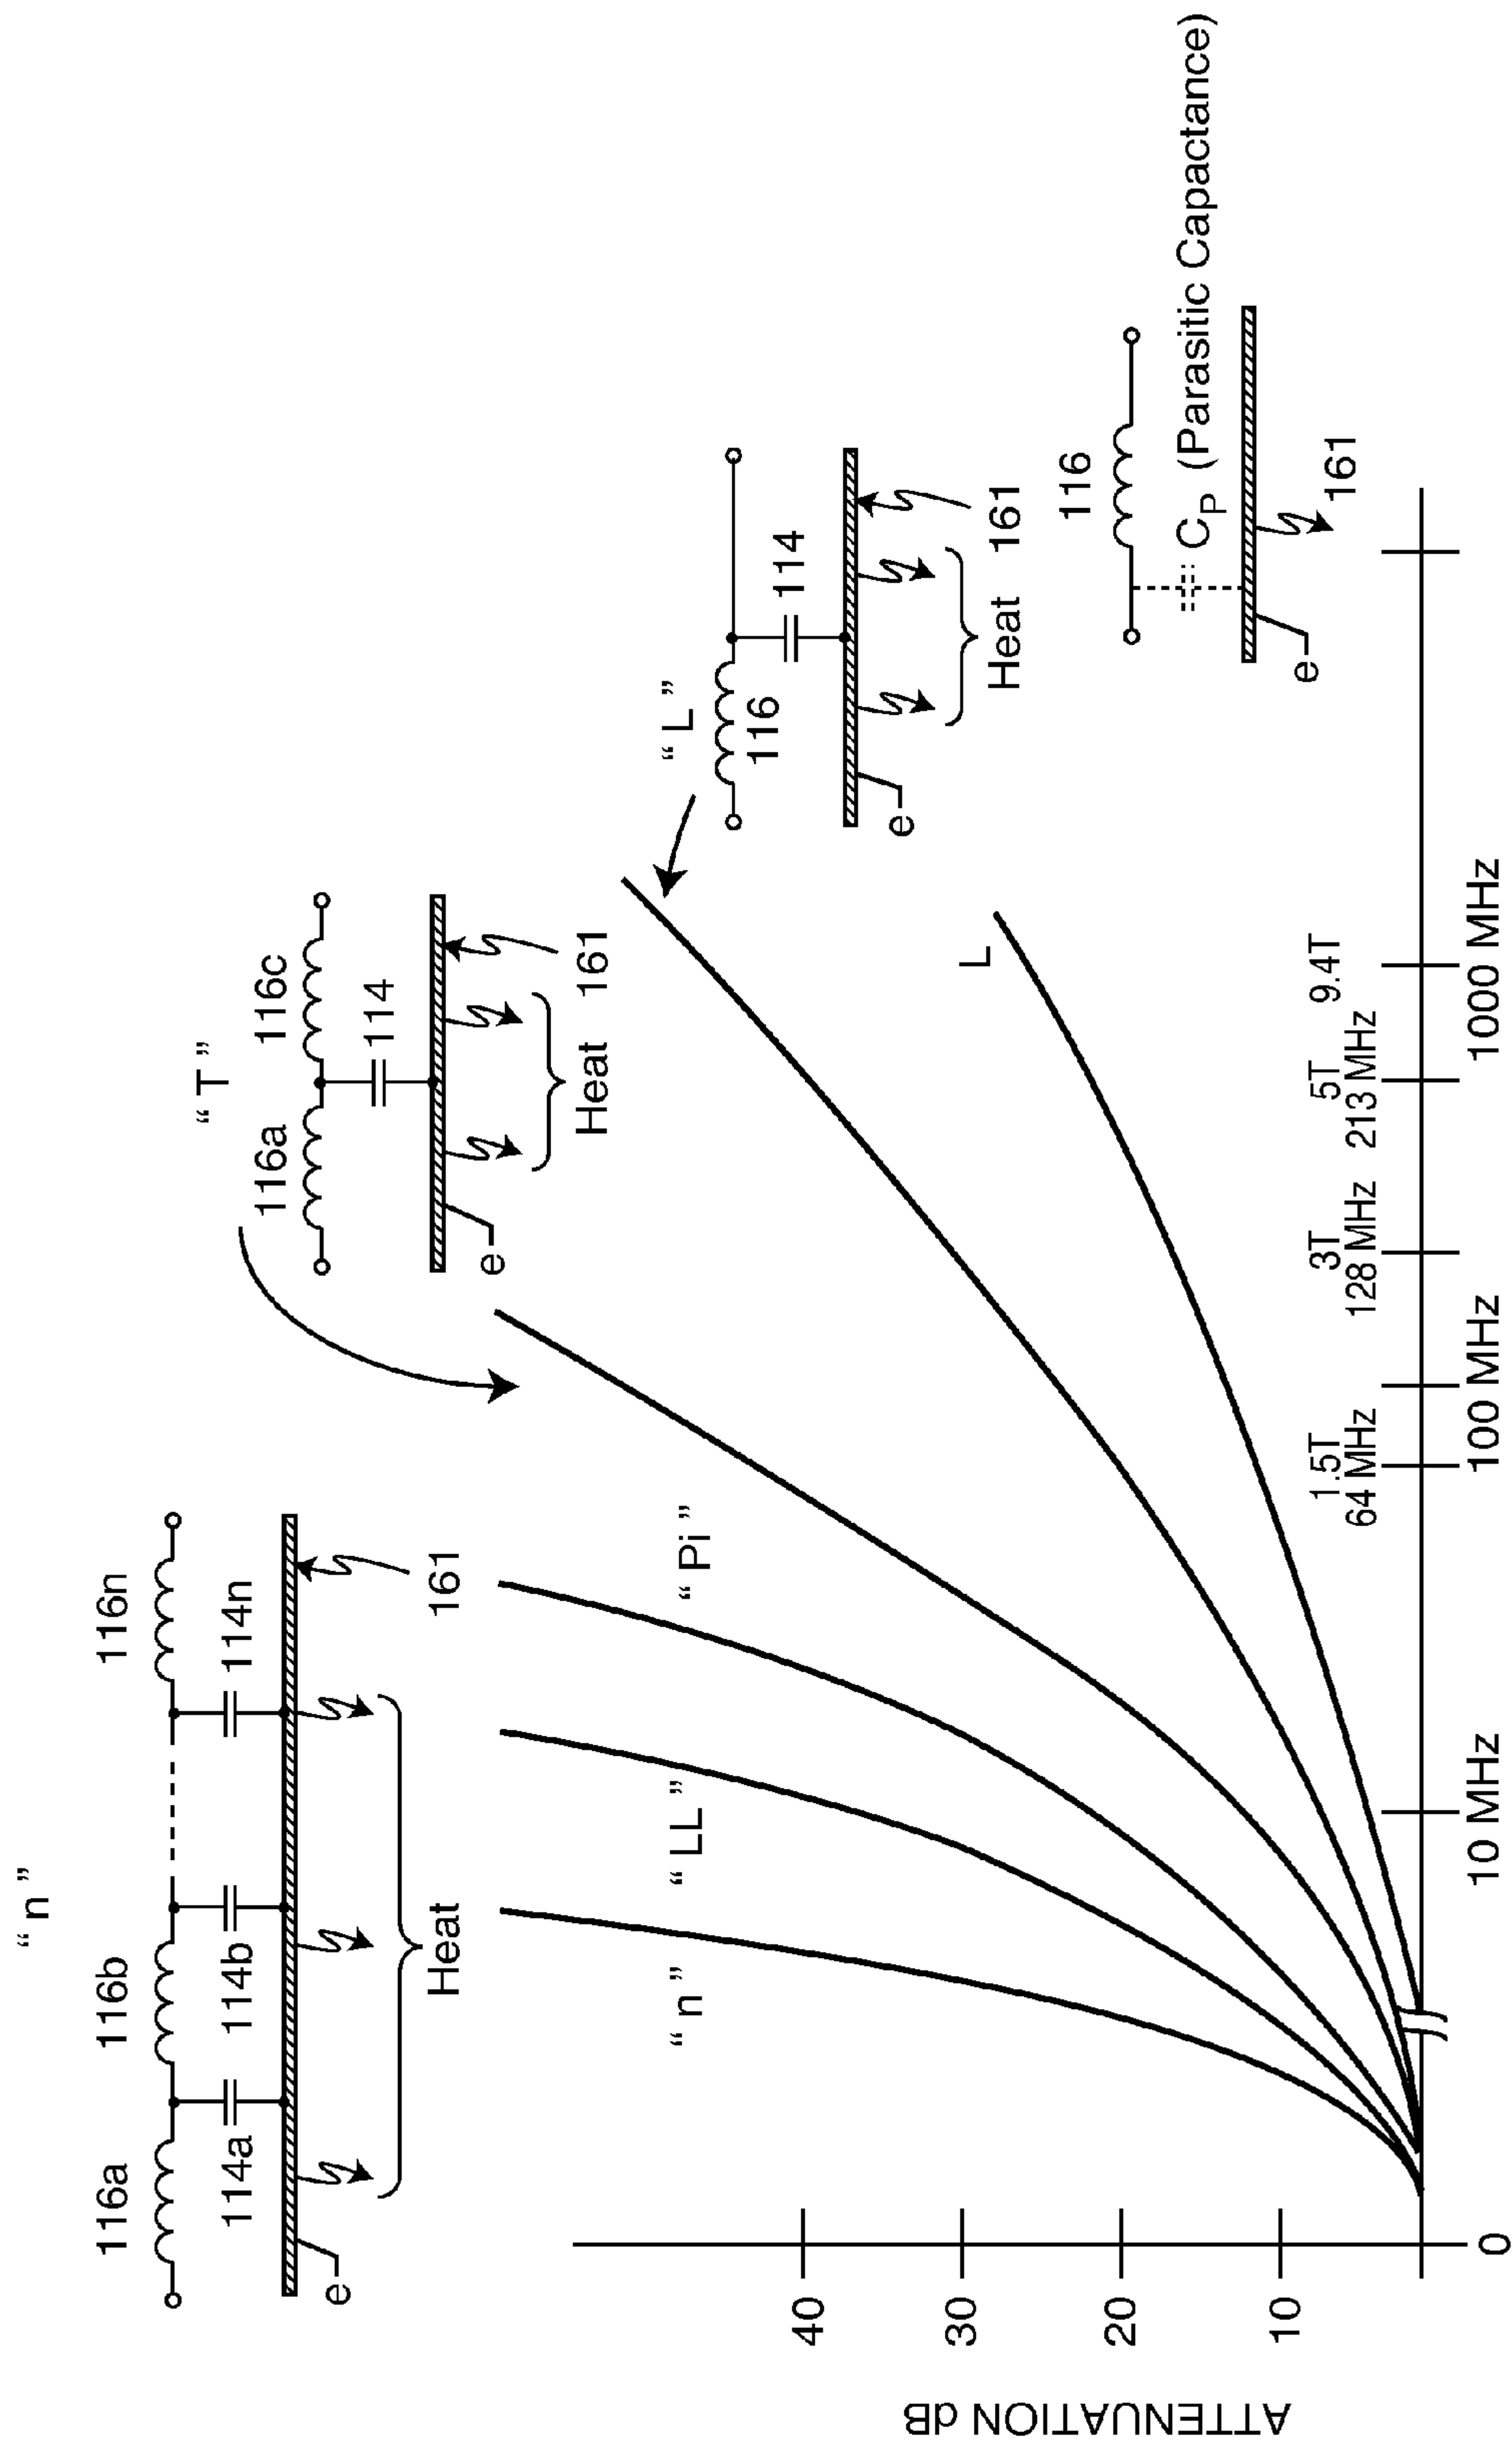 “ n ”
116a
116b
116n
114a
114b
114n
e
Heat
161
“ T ”
116a
116c
114
e
Heat
161
“ L ”
116
114
e
Heat
161
116
CP (Parasitic Capactance)
e
161
ATTENUATION dB
40
30
20
10
“ n ”
“ LL ”
“ Pi ”
L
1.5T
64 MHz
3T
128 MHz
5T
213 MHz
9.4T
0
10 MHz
100 MHz
1000 MHz